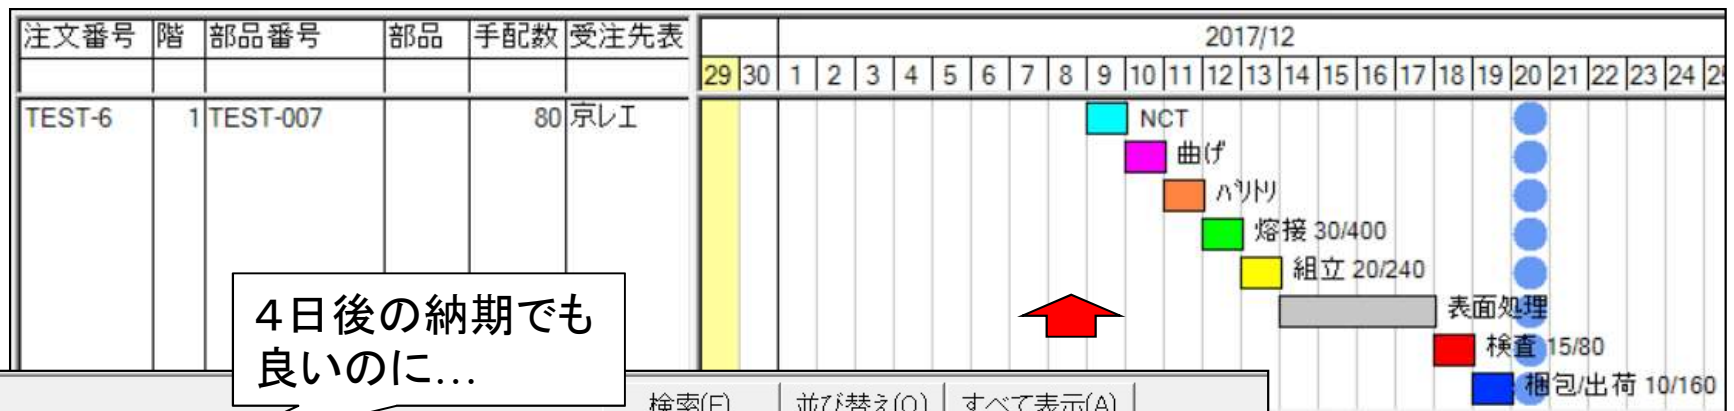 注文番号 階 部品番号 部品 手配数 受注先表 2017/12
29 30 1 2 3 4 5 6 7 8 9 10 11 12 13 14 15 16 17 18 19 20 21 22 23 24
TEST-6 1 TEST-007 80 京レエ NCT
曲げ
バリトリ
熔接 30/400
組立 20/240
表面処理
検査 15/80
梱包/出荷 10/160
４日後の納期でも
良いのに…
検索(F) 並び替え(O) すべて表示(A)